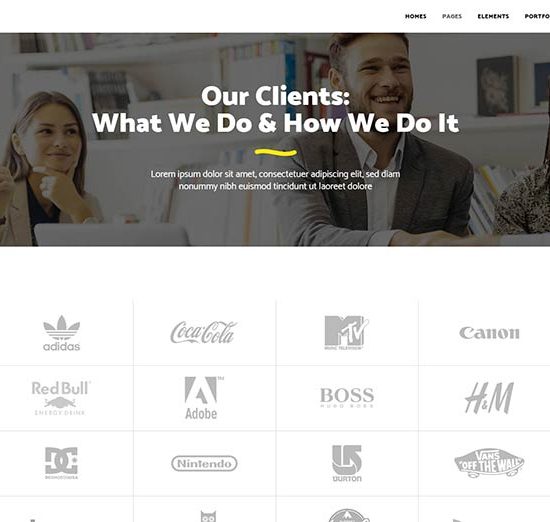 HOMES PAGES ELEMENTS PORTFO
Our Clients:
What We Do & How We Do It
Lorem ipsum dolor sit amet, consectetuer adipiscing elit, sed diam
nonummy nibh euismod tincidunt ut laoreet dolore
adidas
Coca-Cola
MTV
MUSIC TELEVISION
Canon
Red Bull
ENERGY DRINK
Adobe
BOSS
HUGO BOSS
H&M
DC
DCSHOECOUSA
Nintendo
BURTON
VANS
"OFF THE WALL"